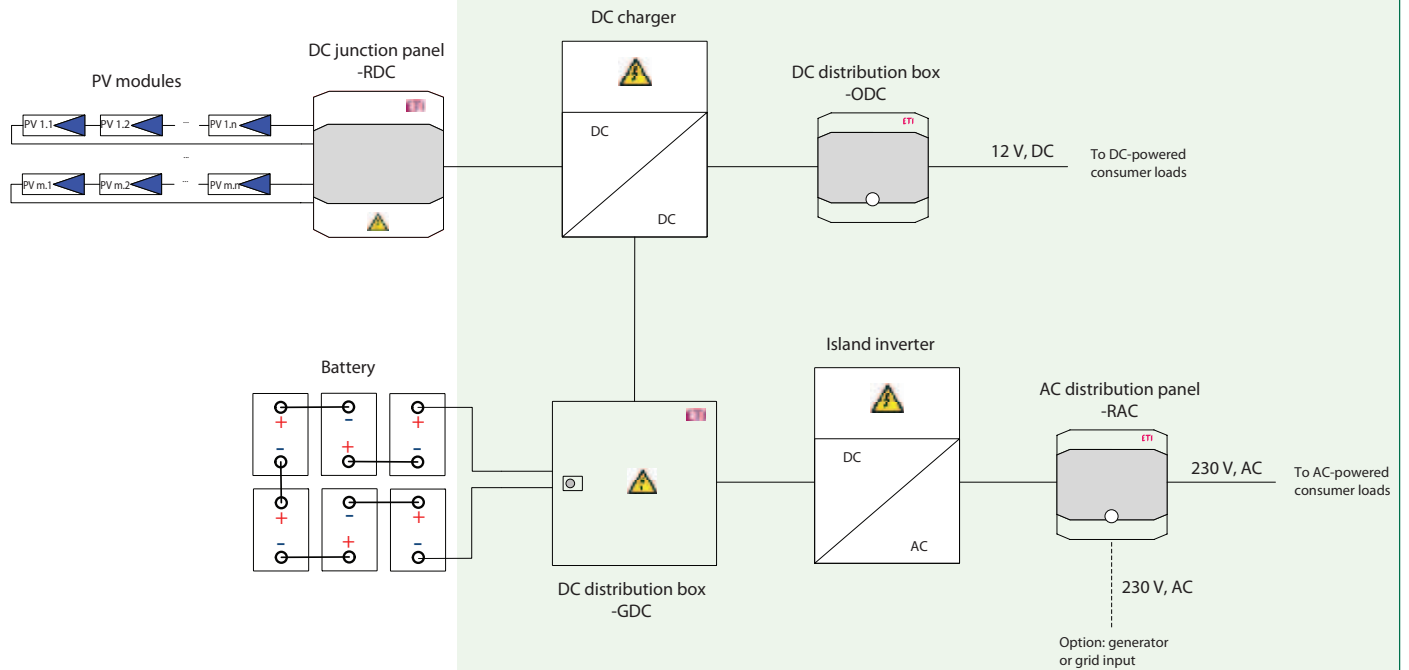 DC charger
DC junction panel
-RDC
PV modules
DC distribution box
-ODC
ETI
ETI
PV 1.1
PV 1.2
...
PV 1.n
...
PV m.1
PV m.2
...
PV m.n
DC
DC
12 V, DC
To DC-powered
consumer loads
Island inverter
Battery
AC distribution panel
-RAC
ETI
ETI
+
-
-
+
+
-
+
-
-
+
+
-
DC
AC
230 V, AC
To AC-powered
consumer loads
DC distribution box
-GDC
230 V, AC
Option: generator
or grid input